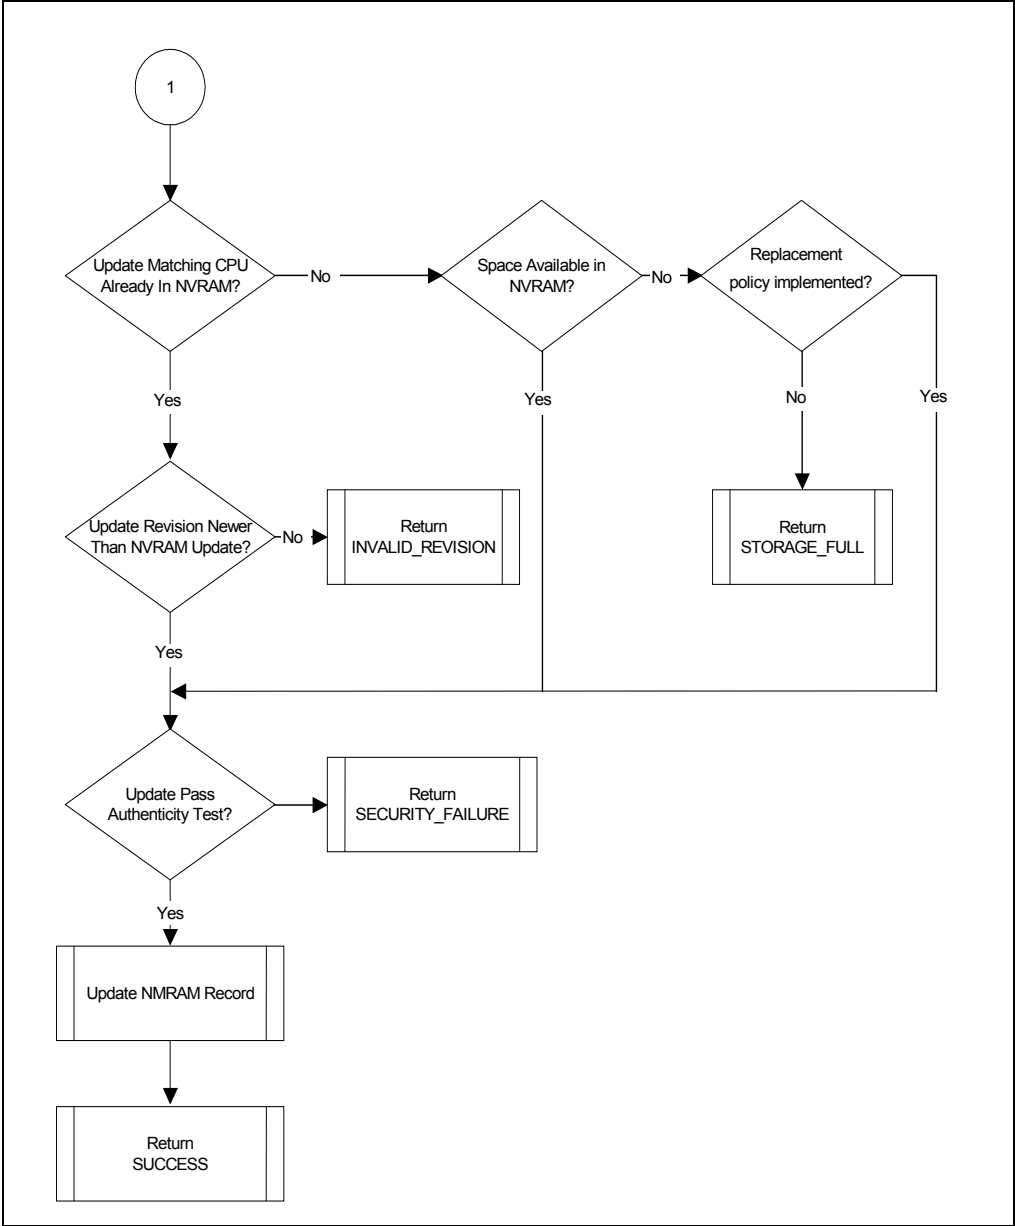 1
Update Matching CPU
Already In NVRAM?
No
Space Available in
NVRAM?
No
Replacement
policy implemented?
Yes
Yes
No
Yes
Update Revision Newer
Than NVRAM Update?
No
Return
INVALID_REVISION
Return
STORAGE_FULL
Yes
Update Pass
Authenticity Test?
Return
SECURITY_FAILURE
Yes
Update NMRAM Record
Return
SUCCESS